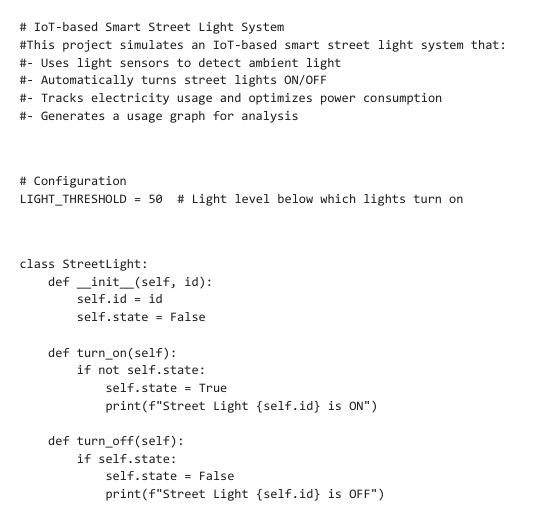 # IoT-based Smart Street Light System
#This project simulates an IoT-based smart street light system that:
#- Uses light sensors to detect ambient light
#- Automatically turns street lights ON/OFF
#- Tracks electricity usage and optimizes power consumption
#- Generates a usage graph for analysis

# Configuration
LIGHT_THRESHOLD = 50  # Light level below which lights turn on

class StreetLight:
    def __init__(self, id):
        self.id = id
        self.state = False

    def turn_on(self):
        if not self.state:
            self.state = True
            print(f"Street Light {self.id} is ON")

    def turn_off(self):
        if self.state:
            self.state = False
            print(f"Street Light {self.id} is OFF")